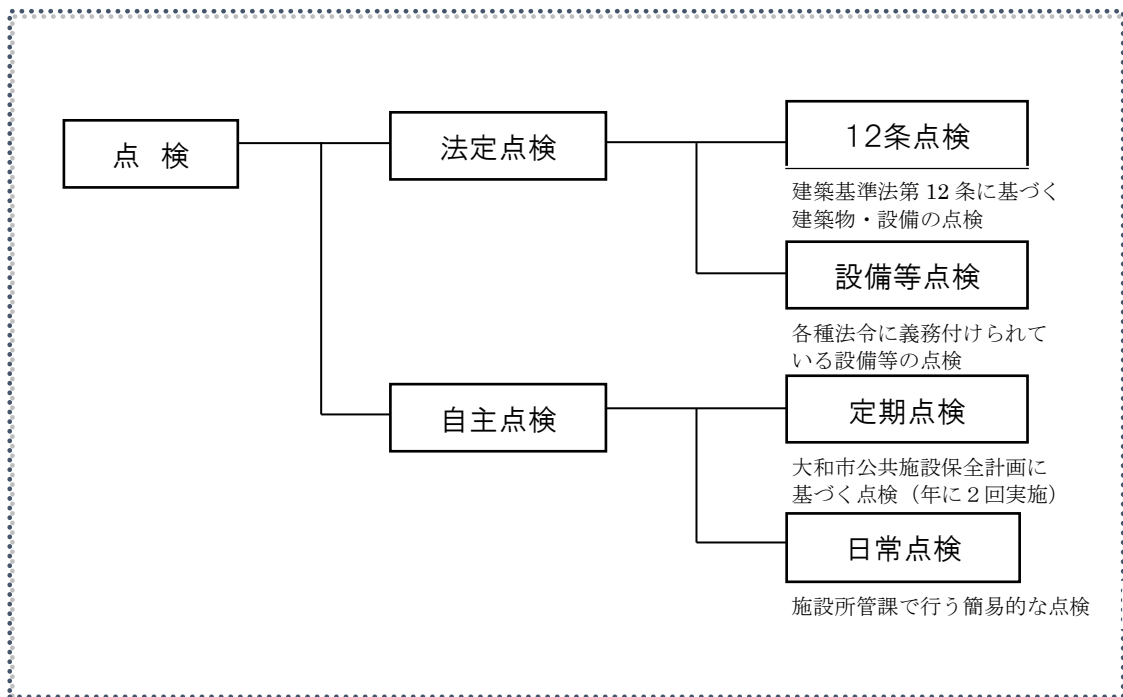 点 検
法定点検
12条点検
建築基準法第 12 条に基づく
建築物・設備の点検
設備等点検
各種法令に義務付けられて
いる設備等の点検
自主点検
定期点検
大和市公共施設保全計画に
基づく点検（年に２回実施）
日常点検
施設所管課で行う簡易的な点検